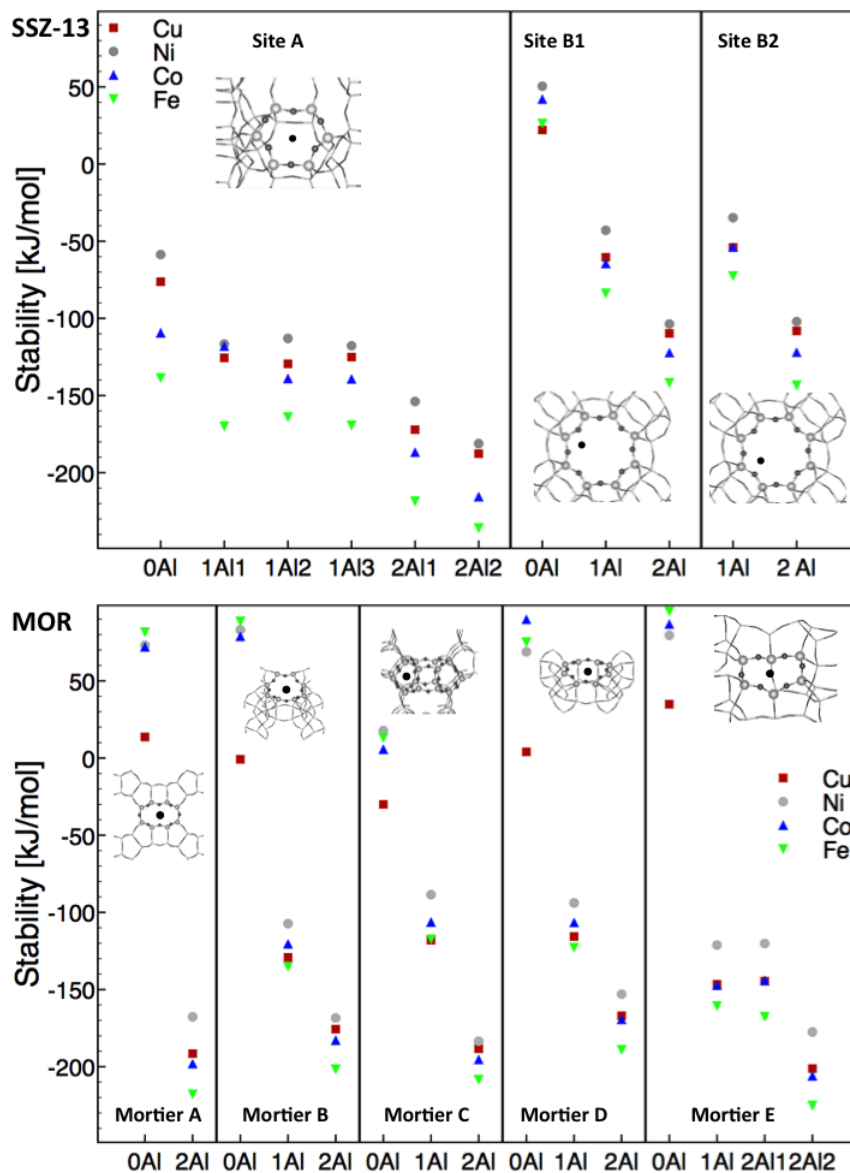 SSZ-13
Cu
Ni
Co
Fe
Site A
Site B1
Site B2
Stability [kJ/mol]
50
0
-50
-100
-150
-200
0Al 1Al1 1Al2 1Al3 2Al1 2Al2 0Al 1Al 2Al 1Al 2 Al
MOR
Cu
Ni
Co
Fe
Stability [kJ/mol]
50
0
-50
-100
-150
-200
Mortier A Mortier B Mortier C Mortier D Mortier E
0Al 2Al 0Al 1Al 2Al 0Al 1Al 2Al 0Al 1Al 2Al 0Al 1Al 2Al12Al2